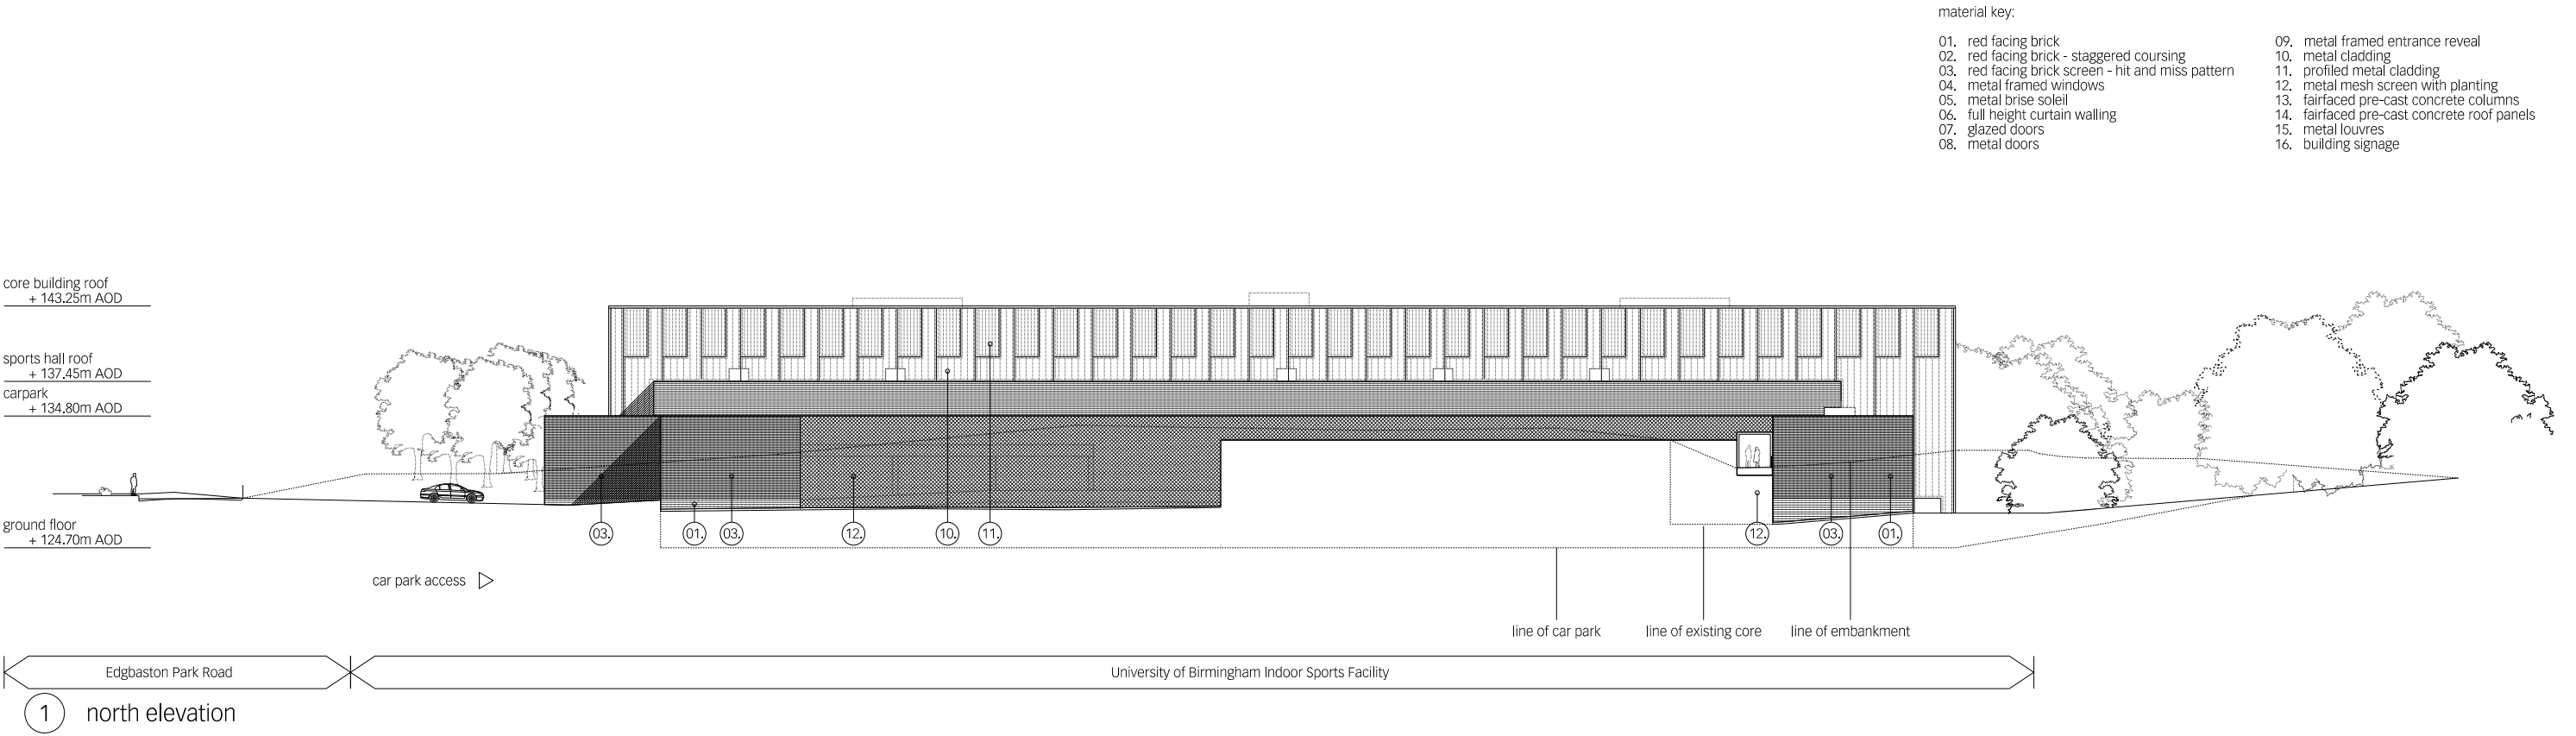 material key:
01. red facing brick
02. red facing brick - staggered coursing
03. red facing brick screen - hit and miss pattern
04. metal framed windows
05. metal brise soleil
06. full height curtain walling
07. glazed doors
08. metal doors
09. metal framed entrance reveal
10. metal cladding
11. profiled metal cladding
12. metal mesh screen with planting
13. fairfaced pre-cast concrete columns
14. fairfaced pre-cast concrete roof panels
15. metal louvres
16. building signage
core building roof
+ 143.25m AOD
sports hall roof
+ 137.45m AOD
carpark
+ 134.80m AOD
ground floor
+ 124.70m AOD
03. 01. 03. 12. 10. 11. 12. 03. 01.
car park access
line of car park
line of existing core
line of embankment
Edgbaston Park Road
University of Birmingham Indoor Sports Facility
1 north elevation